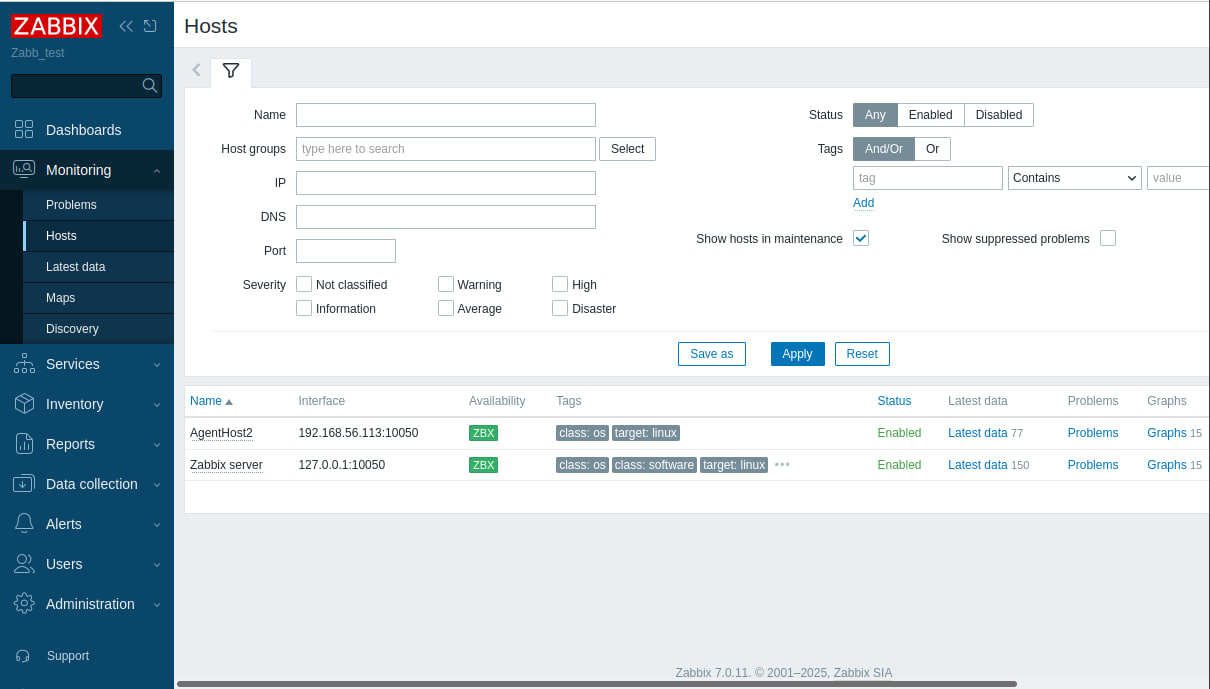 ZABBIX
Zabb_test
Dashboards
Monitoring
Problems
Hosts
Latest data
Maps
Discovery
Services
Inventory
Reports
Data collection
Alerts
Users
Administration
Support
Hosts
Name
Host groups type here to search Select
IP
DNS
Port
Severity Not classified Warning High
Information Average Disaster
Status Any Enabled Disabled
Tags And/Or Or
tag Contains value
Add
Show hosts in maintenance Show suppressed problems
Save as Apply Reset
Name Interface Availability Tags Status Latest data Problems Graphs
AgentHost2 192.168.56.113:10050 ZBX class: os target: linux Enabled Latest data 77 Problems Graphs 15
Zabbix server 127.0.0.1:10050 ZBX class: os class: software target: linux ••• Enabled Latest data 150 Problems Graphs 15
Zabbix 7.0.11. © 2001–2025, Zabbix SIA